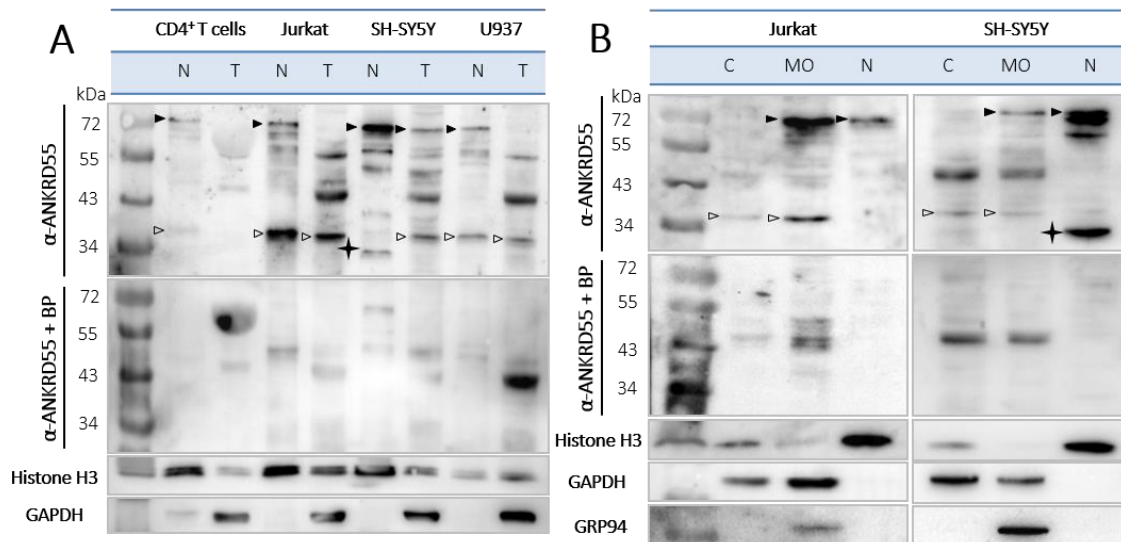 A
CD4⁺ T cells Jurkat SH-SY5Y U937
N T N T N T N T
kDa
α-ANKRD55
72
55
43
34
α-ANKRD55 + BP
72
55
43
34
Histone H3
GAPDH
B
Jurkat SH-SY5Y
C MO N C MO N
kDa
α-ANKRD55
72
55
43
34
α-ANKRD55 + BP
72
55
43
34
Histone H3
GAPDH
GRP94